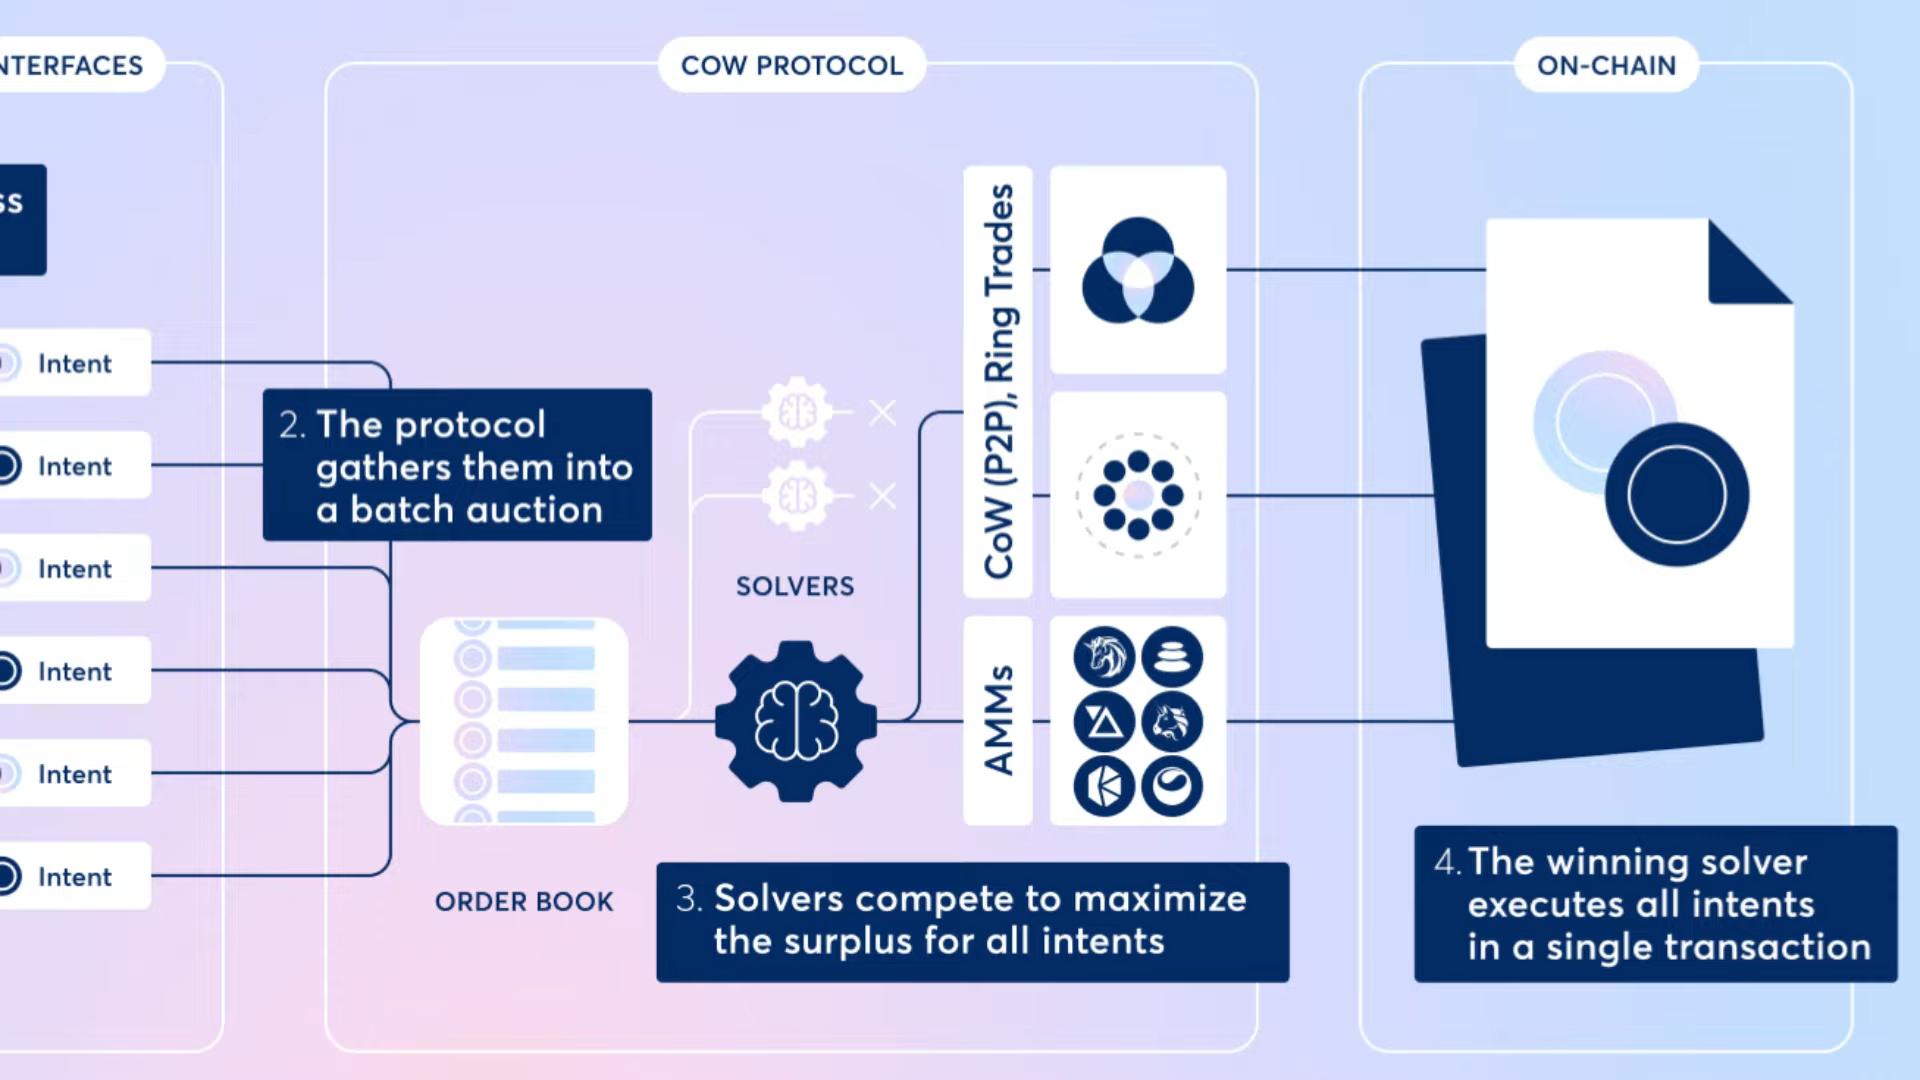 NTERFACES
COW PROTOCOL
ON-CHAIN
ss
Intent
Intent
Intent
Intent
Intent
Intent
2. The protocol
gathers them into
a batch auction
ORDER BOOK
SOLVERS
CoW (P2P), Ring Trades
AMMs
3. Solvers compete to maximize
the surplus for all intents
4. The winning solver
executes all intents
in a single transaction